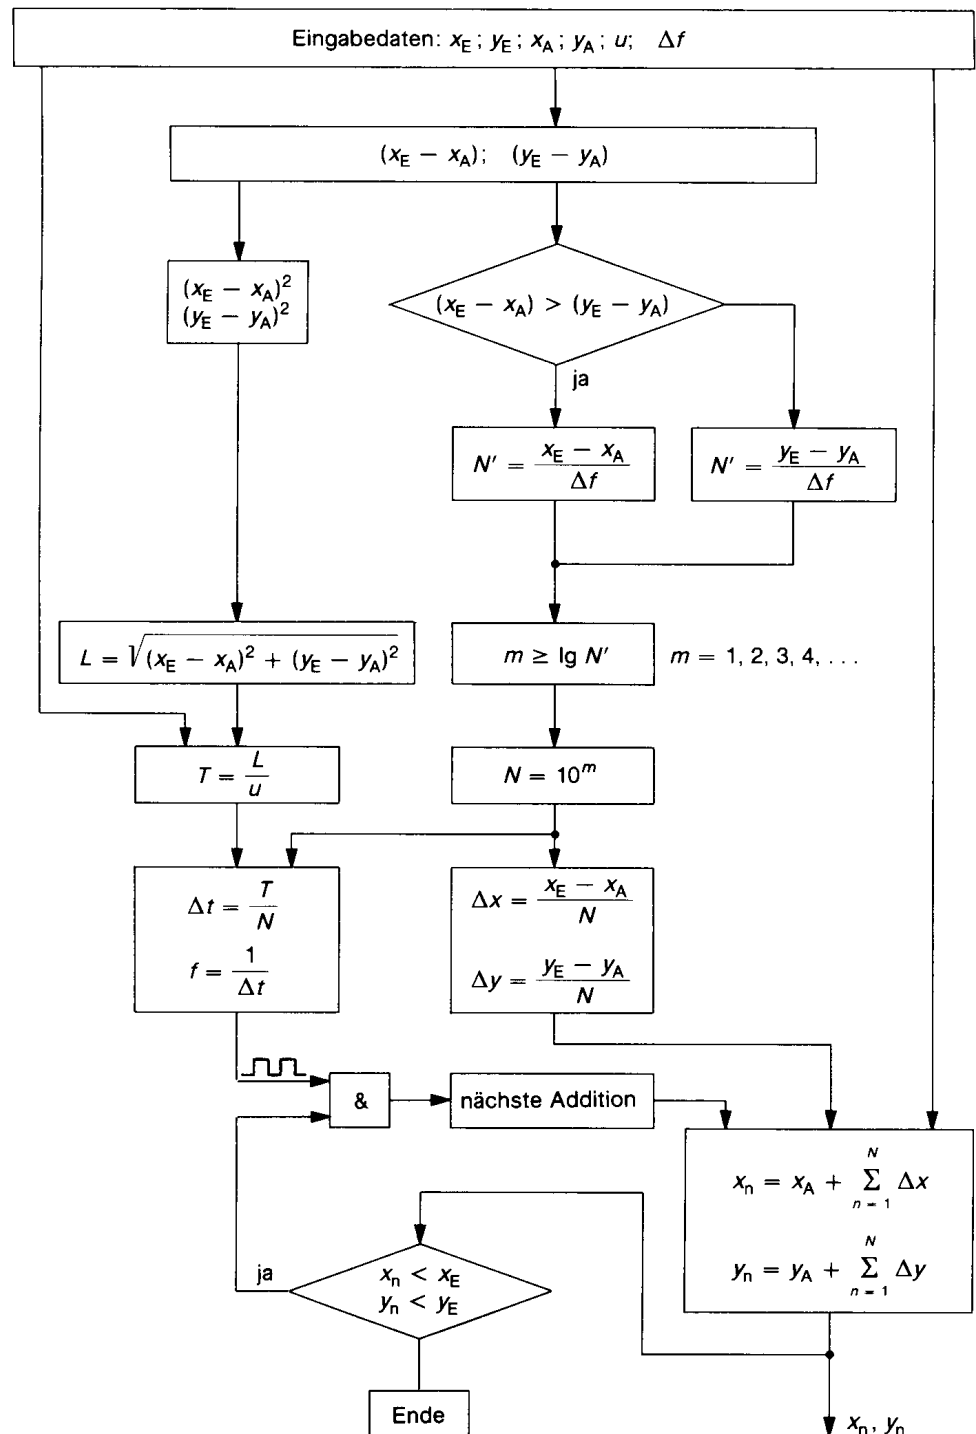 Eingabedaten: x_E ; y_E ; x_A ; y_A ; u; Δf
(x_E − x_A); (y_E − y_A)
(x_E − x_A)²
(y_E − y_A)²
(x_E − x_A) > (y_E − y_A)
ja
N′ = (x_E − x_A) / Δf
N′ = (y_E − y_A) / Δf
L = √((x_E − x_A)² + (y_E − y_A)²)
m ≥ lg N′
m = 1, 2, 3, 4, . . .
T = L / u
N = 10^m
Δt = T / N
f = 1 / Δt
Δx = (x_E − x_A) / N
Δy = (y_E − y_A) / N
&
nächste Addition
x_n = x_A + Σ_{n = 1}^{N} Δx
y_n = y_A + Σ_{n = 1}^{N} Δy
ja
x_n < x_E
y_n < y_E
Ende
x_n, y_n